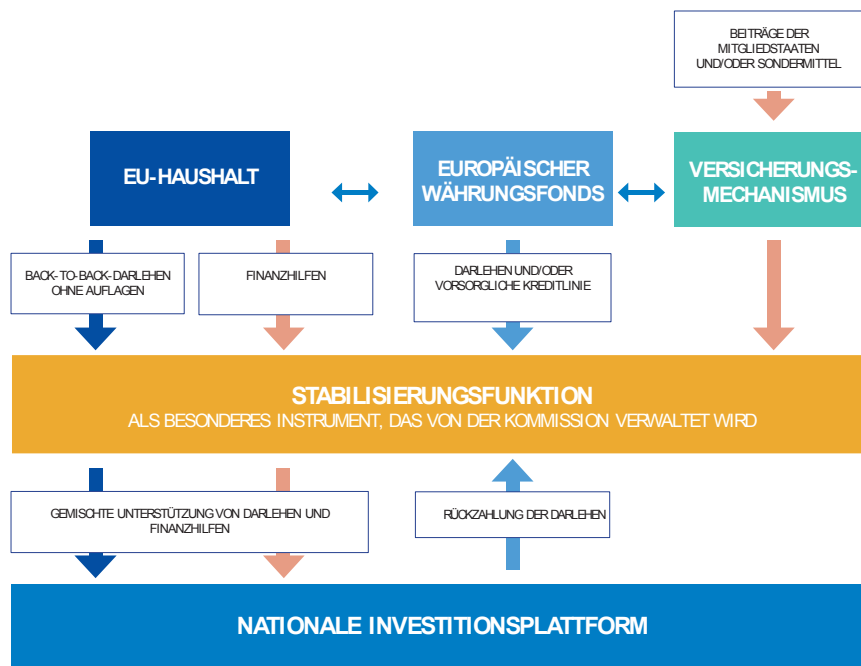 BEITRÄGE DER
MITGLIEDSTAATEN
UND/ODER SONDERMITTEL
EU-HAUSHALT
EUROPÄISCHER
WÄHRUNGSFONDS
VERSICHERUNGS-
MECHANISMUS
BACK-TO-BACK-DARLEHEN
OHNE AUFLAGEN
FINANZHILFEN
DARLEHEN UND/ODER
VORSORGLICHE KREDITLINIE
STABILISIERUNGSFUNKTION
ALS BESONDERES INSTRUMENT, DAS VON DER KOMMISSION VERWALTET WIRD
GEMISCHTE UNTERSTÜTZUNG VON DARLEHEN UND
FINANZHILFEN
RÜCKZAHLUNG DER DARLEHEN
NATIONALE INVESTITIONSPLATTFORM